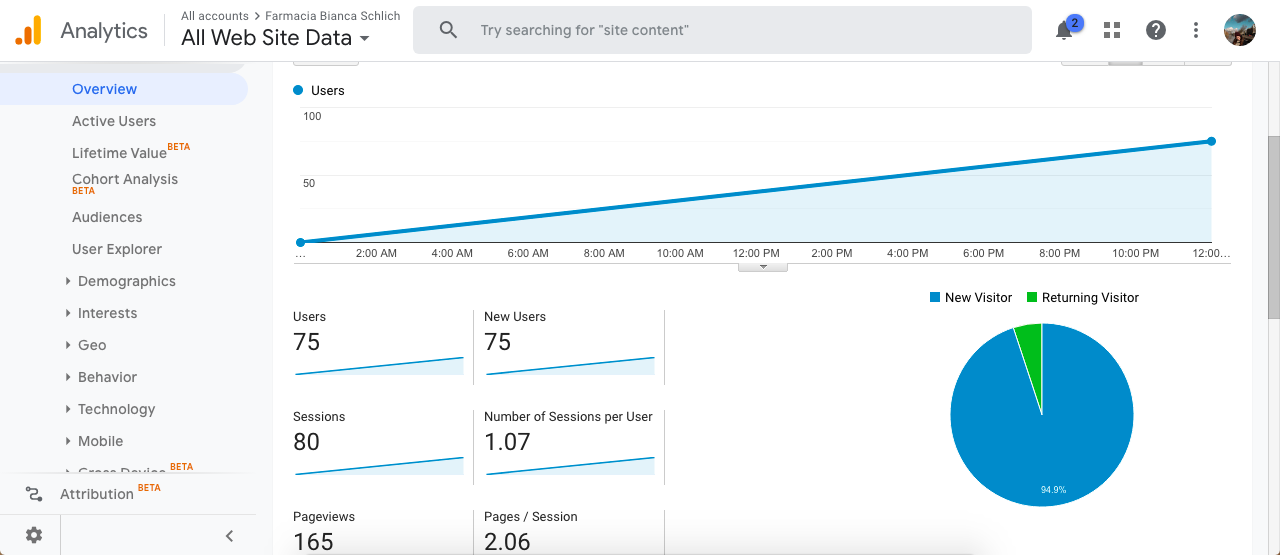 Analytics
All accounts > Farmacia Bianca Schlich
All Web Site Data
Try searching for "site content"
2
Overview
Active Users
Lifetime Value BETA
Cohort Analysis
BETA
Audiences
User Explorer
Demographics
Interests
Geo
Behavior
Technology
Mobile
Cross Device BETA
Attribution BETA
Users
100
50
... 2:00 AM 4:00 AM 6:00 AM 8:00 AM 10:00 AM 12:00 PM 2:00 PM 4:00 PM 6:00 PM 8:00 PM 10:00 PM 12:00...
New Visitor Returning Visitor
Users
75
New Users
75
Sessions
80
Number of Sessions per User
1.07
Pageviews
165
Pages / Session
2.06
94.9%